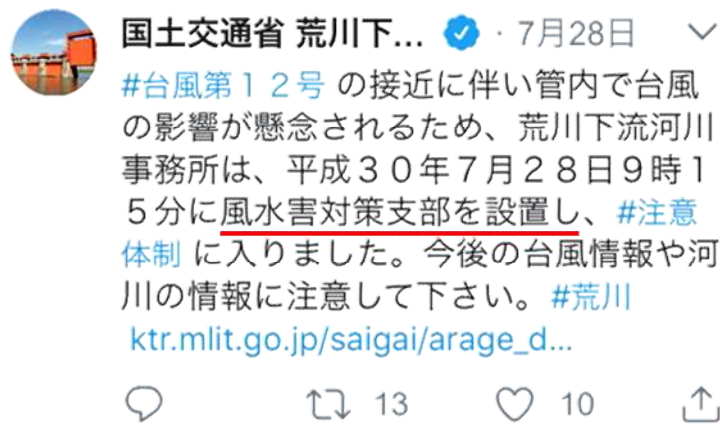 国土交通省 荒川下... · 7月28日
#台風第１２号 の接近に伴い管内で台風
の影響が懸念されるため、荒川下流河川
事務所は、平成３０年７月２８日９時１
５分に風水害対策支部を設置し、#注意
体制 に入りました。今後の台風情報や河
川の情報に注意して下さい。#荒川
ktr.mlit.go.jp/saigai/arage_d...
13 10